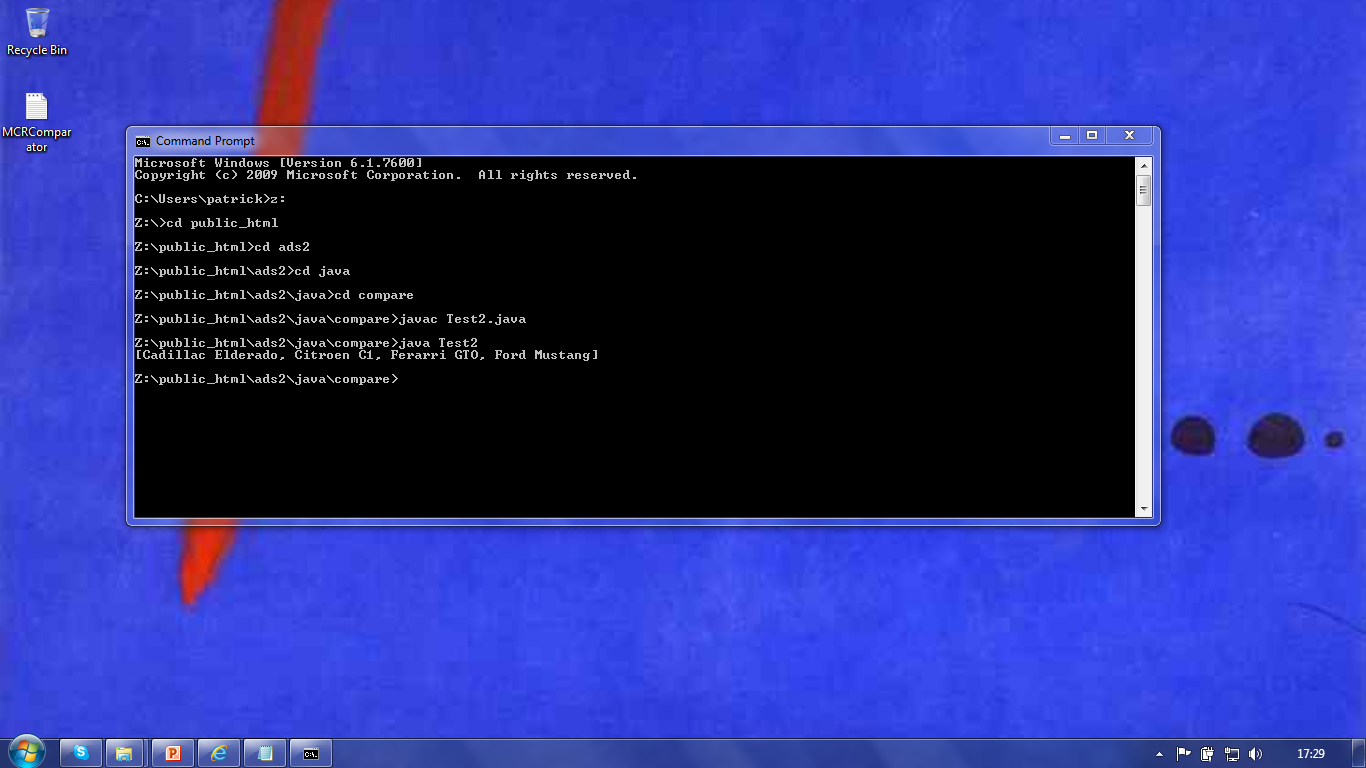 Recycle Bin
MCRCompar
ator
Command Prompt
Microsoft Windows [Version 6.1.7600]
Copyright (c) 2009 Microsoft Corporation.  All rights reserved.
C:\Users\patrick>z:
Z:\>cd public_html
Z:\public_html>cd ads2
Z:\public_html\ads2>cd java
Z:\public_html\ads2\java>cd compare
Z:\public_html\ads2\java\compare>javac Test2.java
Z:\public_html\ads2\java\compare>java Test2
[Cadillac Elderado, Citroen C1, Ferarri GTO, Ford Mustang]
Z:\public_html\ads2\java\compare>
17:29